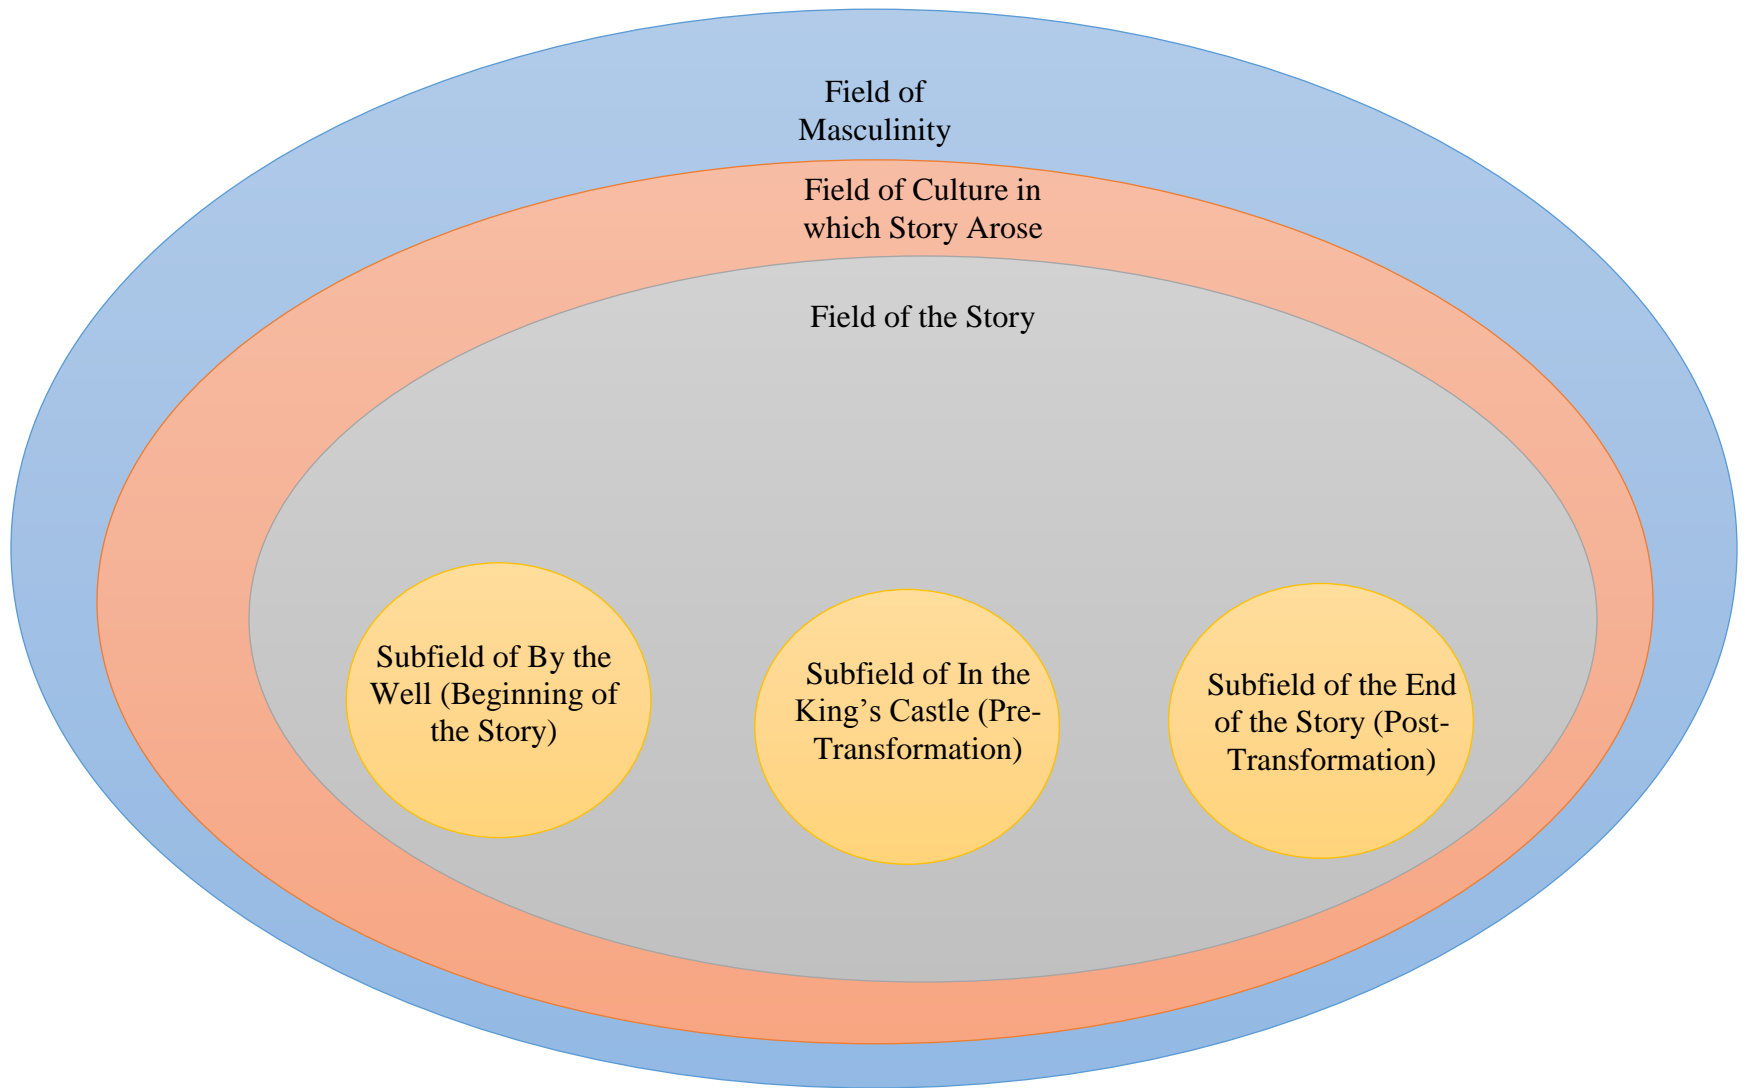 Field of
Masculinity
Field of Culture in
which Story Arose
Field of the Story
Subfield of By the
Well (Beginning of
the Story)
Subfield of In the
King’s Castle (Pre-
Transformation)
Subfield of the End
of the Story (Post-
Transformation)